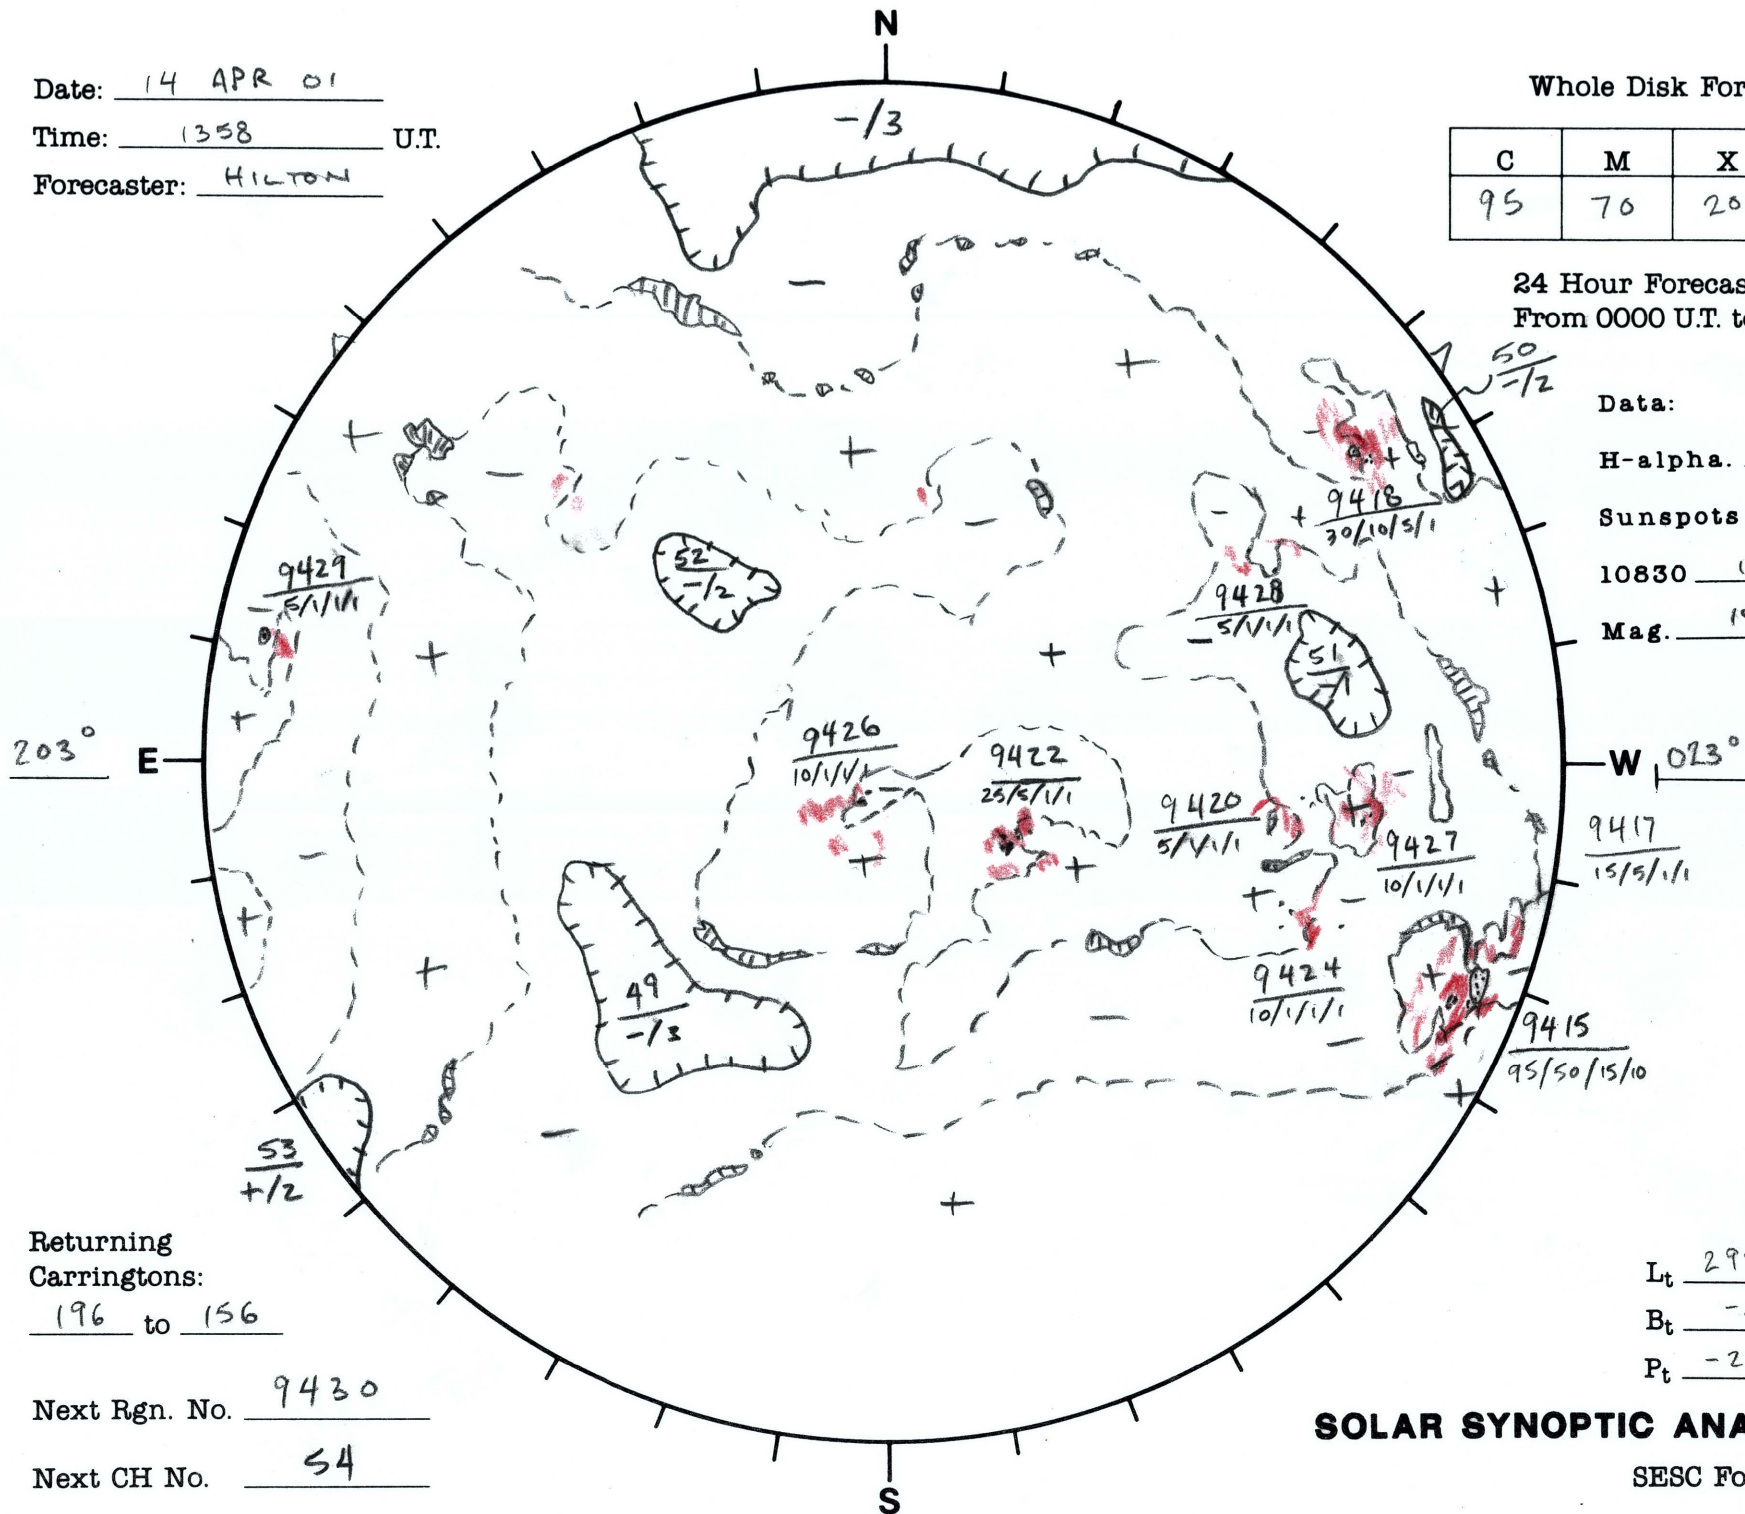 N
Date: 14 APR 01
Time: 1358 U.T.
Forecaster: HILTON
-/3
Whole Disk For
C M X
95 70 20
24 Hour Forecas
From 0000 U.T. to
50
-/2
Data:
H-alpha.
Sunspots
10830
Mag.
9418
30/10/5/1
9429
5/1/1/1
52
-/2
9428
5/1/1/1
51
9426
10/1/1/1
9422
25/5/1/1
203° E
W 023°
9420
5/1/1/1
9427
10/1/1/1
9417
15/5/1/1
49
-/3
9424
10/1/1/1
9415
95/50/15/10
53
+/2
Returning
Carringtons:
196 to 156
Next Rgn. No. 9430
Next CH No. 54
Lt 29
Bt -
Pt -2
SOLAR SYNOPTIC ANA
SESC Fo
S